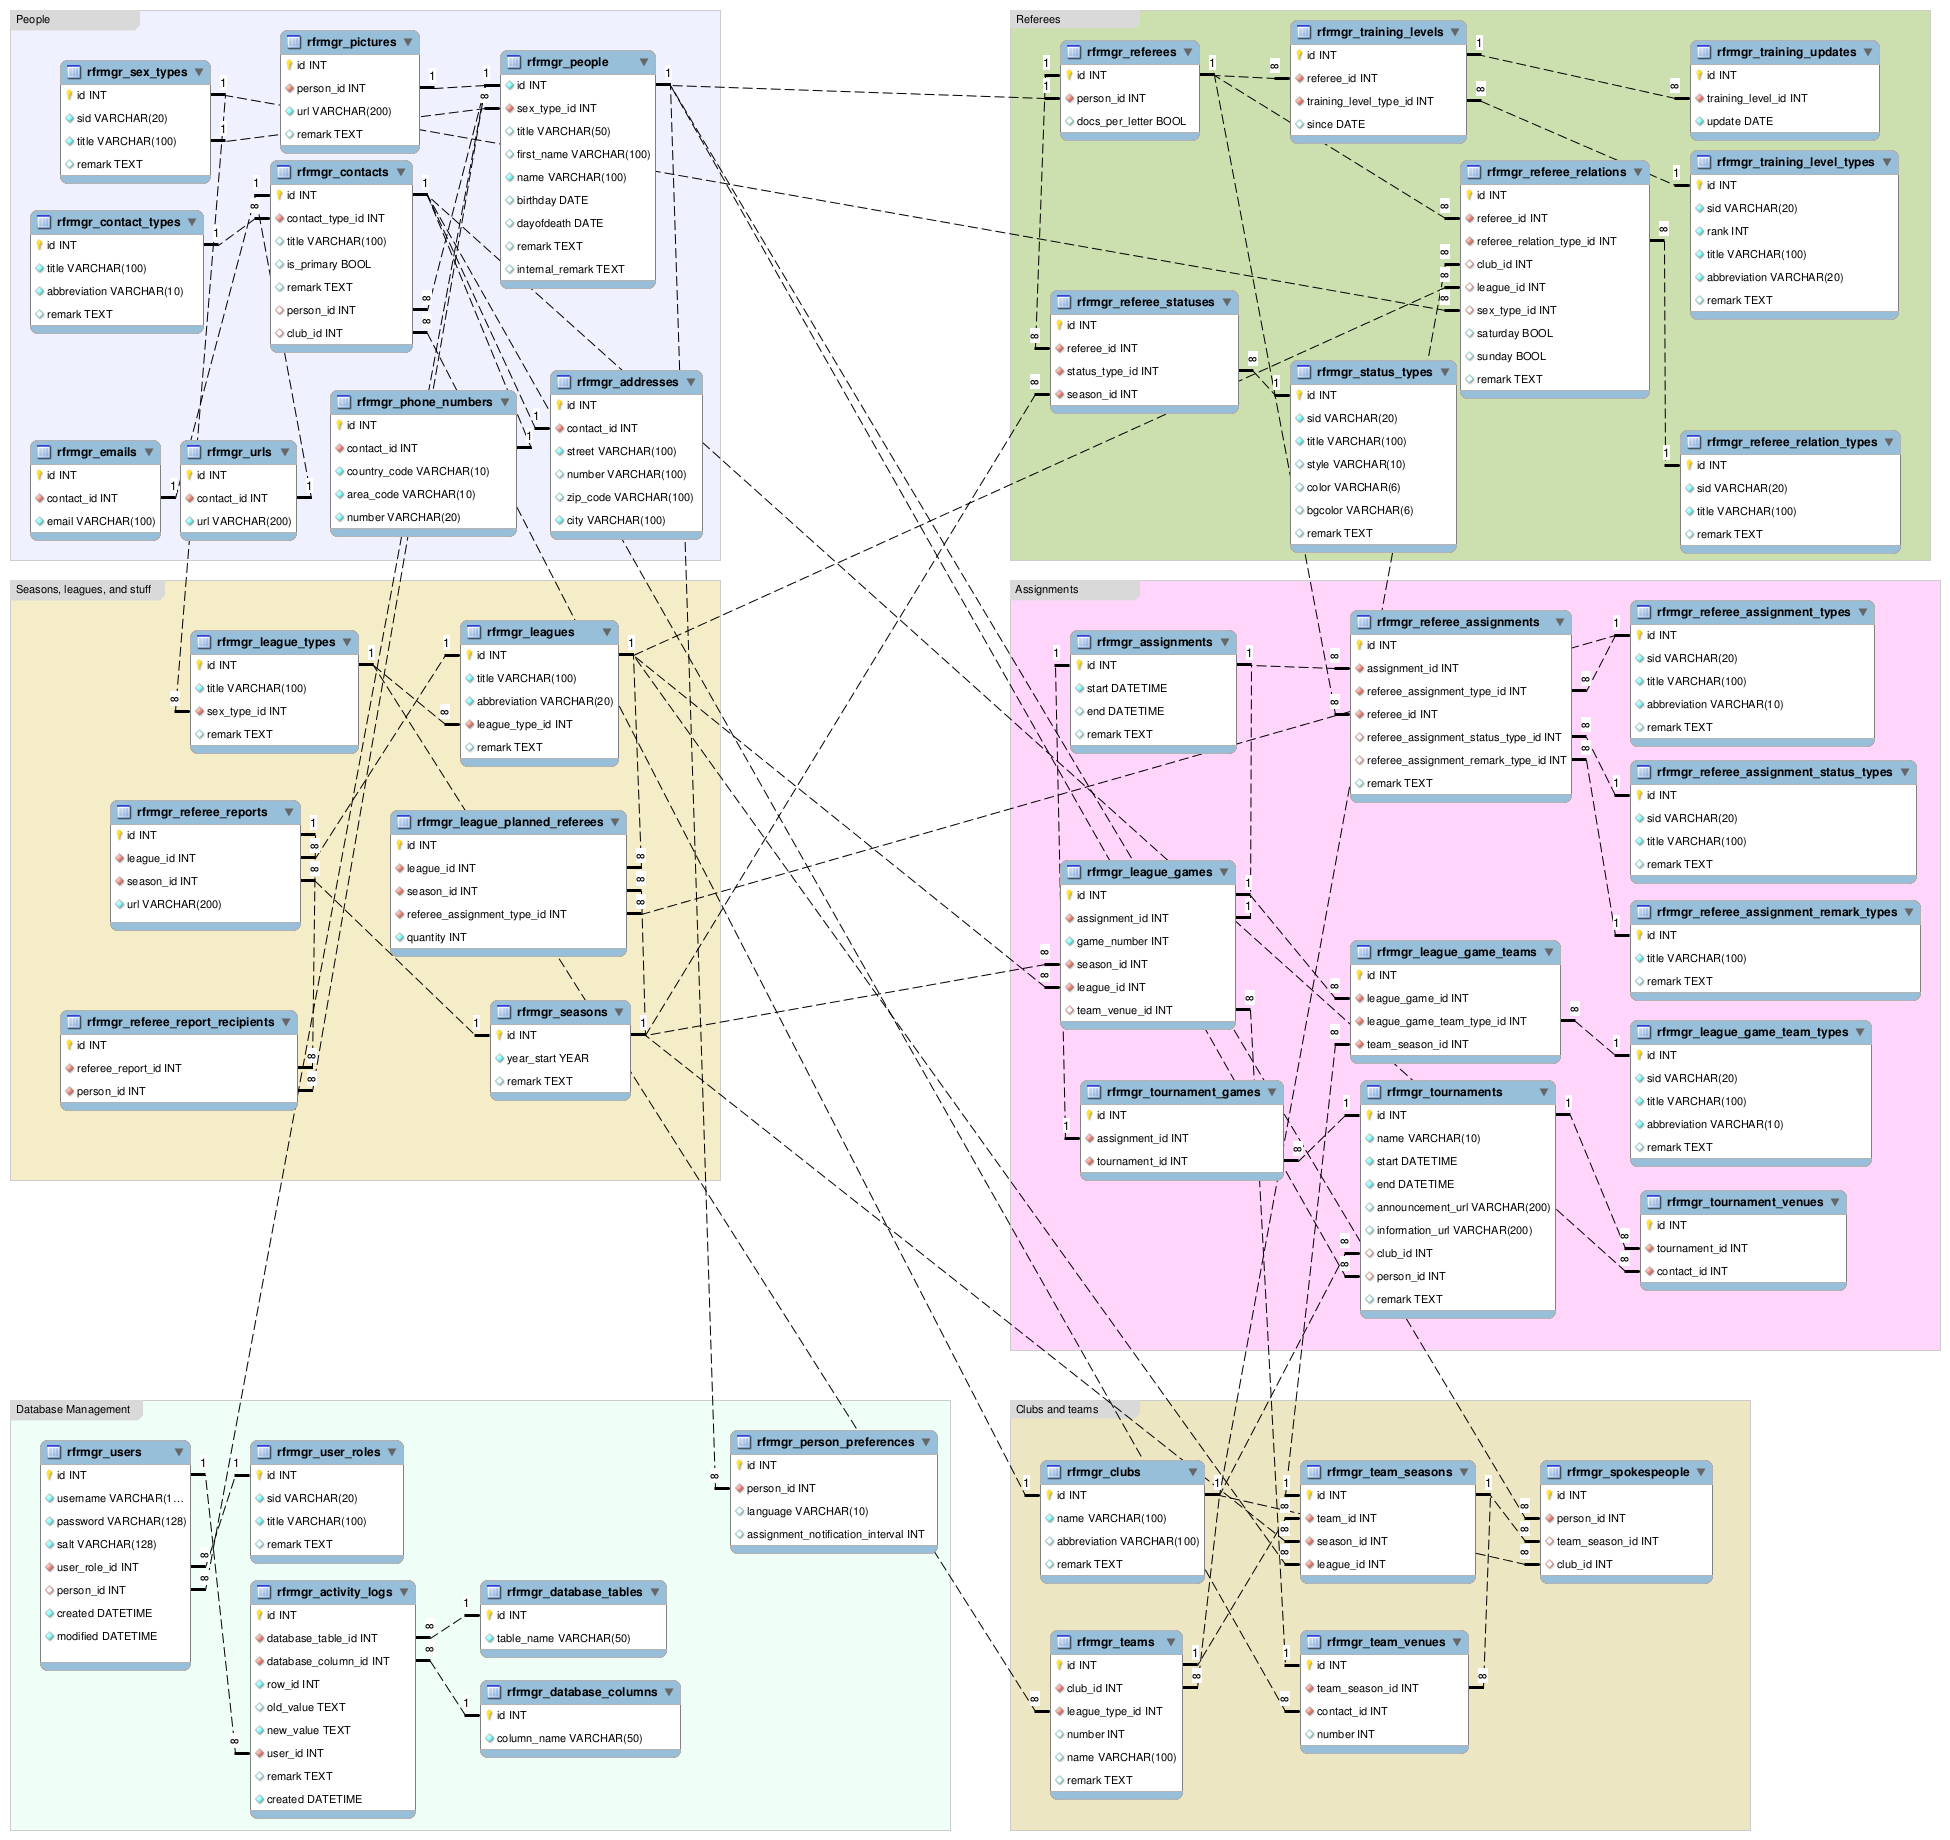 People
rfrmgr_sex_types
id INT
sid VARCHAR(20)
title VARCHAR(100)
remark TEXT
rfrmgr_pictures
id INT
person_id INT
url VARCHAR(200)
remark TEXT
rfrmgr_people
id INT
sex_type_id INT
title VARCHAR(50)
first_name VARCHAR(100)
name VARCHAR(100)
birthday DATE
dayofdeath DATE
remark TEXT
internal_remark TEXT
rfrmgr_contact_types
id INT
title VARCHAR(100)
abbreviation VARCHAR(10)
remark TEXT
rfrmgr_contacts
id INT
contact_type_id INT
title VARCHAR(100)
is_primary BOOL
remark TEXT
person_id INT
club_id INT
rfrmgr_emails
id INT
contact_id INT
email VARCHAR(100)
rfrmgr_urls
id INT
contact_id INT
url VARCHAR(200)
rfrmgr_phone_numbers
id INT
contact_id INT
country_code VARCHAR(10)
area_code VARCHAR(10)
number VARCHAR(20)
rfrmgr_addresses
id INT
contact_id INT
street VARCHAR(100)
number VARCHAR(100)
zip_code VARCHAR(100)
city VARCHAR(100)
Referees
rfrmgr_referees
id INT
person_id INT
docs_per_letter BOOL
rfrmgr_training_levels
id INT
referee_id INT
training_level_type_id INT
since DATE
rfrmgr_training_updates
id INT
training_level_id INT
update DATE
rfrmgr_training_level_types
id INT
sid VARCHAR(20)
rank INT
title VARCHAR(100)
abbreviation VARCHAR(20)
remark TEXT
rfrmgr_referee_relations
id INT
referee_id INT
referee_relation_type_id INT
club_id INT
league_id INT
sex_type_id INT
saturday BOOL
sunday BOOL
remark TEXT
rfrmgr_referee_statuses
id INT
referee_id INT
status_type_id INT
season_id INT
rfrmgr_status_types
id INT
sid VARCHAR(20)
title VARCHAR(100)
style VARCHAR(10)
color VARCHAR(6)
bgcolor VARCHAR(6)
remark TEXT
rfrmgr_referee_relation_types
id INT
sid VARCHAR(20)
title VARCHAR(100)
remark TEXT
Seasons, leagues, and stuff
rfrmgr_league_types
id INT
title VARCHAR(100)
sex_type_id INT
remark TEXT
rfrmgr_leagues
id INT
title VARCHAR(100)
abbreviation VARCHAR(20)
league_type_id INT
remark TEXT
rfrmgr_referee_reports
id INT
league_id INT
season_id INT
url VARCHAR(200)
rfrmgr_league_planned_referees
id INT
league_id INT
season_id INT
referee_assignment_type_id INT
quantity INT
rfrmgr_referee_report_recipients
id INT
referee_report_id INT
person_id INT
rfrmgr_seasons
id INT
year_start YEAR
remark TEXT
Assignments
rfrmgr_assignments
id INT
start DATETIME
end DATETIME
remark TEXT
rfrmgr_referee_assignments
id INT
assignment_id INT
referee_assignment_type_id INT
referee_id INT
referee_assignment_status_type_id INT
referee_assignment_remark_type_id INT
remark TEXT
rfrmgr_referee_assignment_types
id INT
sid VARCHAR(20)
title VARCHAR(100)
abbreviation VARCHAR(10)
remark TEXT
rfrmgr_referee_assignment_status_types
id INT
sid VARCHAR(20)
title VARCHAR(100)
remark TEXT
rfrmgr_referee_assignment_remark_types
id INT
title VARCHAR(100)
remark TEXT
rfrmgr_league_games
id INT
assignment_id INT
game_number INT
season_id INT
league_id INT
team_venue_id INT
rfrmgr_league_game_teams
id INT
league_game_id INT
league_game_team_type_id INT
team_season_id INT
rfrmgr_league_game_team_types
id INT
sid VARCHAR(20)
title VARCHAR(100)
abbreviation VARCHAR(10)
remark TEXT
rfrmgr_tournament_games
id INT
assignment_id INT
tournament_id INT
rfrmgr_tournaments
id INT
name VARCHAR(10)
start DATETIME
end DATETIME
announcement_url VARCHAR(200)
information_url VARCHAR(200)
club_id INT
person_id INT
remark TEXT
rfrmgr_tournament_venues
id INT
tournament_id INT
contact_id INT
Database Management
rfrmgr_users
id INT
username VARCHAR(1...
password VARCHAR(128)
salt VARCHAR(128)
user_role_id INT
person_id INT
created DATETIME
modified DATETIME
rfrmgr_user_roles
id INT
sid VARCHAR(20)
title VARCHAR(100)
remark TEXT
rfrmgr_activity_logs
id INT
database_table_id INT
database_column_id INT
row_id INT
old_value TEXT
new_value TEXT
user_id INT
remark TEXT
created DATETIME
rfrmgr_database_tables
id INT
table_name VARCHAR(50)
rfrmgr_database_columns
id INT
column_name VARCHAR(50)
rfrmgr_person_preferences
id INT
person_id INT
language VARCHAR(10)
assignment_notification_interval INT
Clubs and teams
rfrmgr_clubs
id INT
name VARCHAR(100)
abbreviation VARCHAR(100)
remark TEXT
rfrmgr_team_seasons
id INT
team_id INT
season_id INT
league_id INT
rfrmgr_spokespeople
id INT
person_id INT
team_season_id INT
club_id INT
rfrmgr_teams
id INT
club_id INT
league_type_id INT
number INT
name VARCHAR(100)
remark TEXT
rfrmgr_team_venues
id INT
team_season_id INT
contact_id INT
number INT